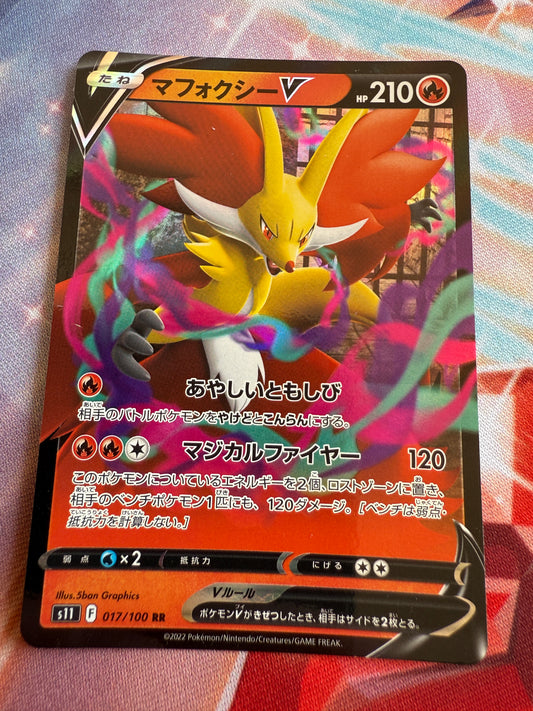 たね マフォクシーV HP 210
あやしいともしび
相手のバトルポケモンをやけどとこんらんにする。
マジカルファイヤー 120
このポケモンについているエネルギーを2個、ロストゾーンに置き、
相手のベンチポケモン1匹にも、120ダメージ。[ベンチは弱点・
抵抗力を計算しない。]
弱点 ×2 抵抗力 にげる
Illus.5ban Graphics
Vルール
ポケモンVがきぜつしたとき、相手はサイドを2枚とる。
s11 F 017/100 RR
©2022 Pokémon/Nintendo/Creatures/GAME FREAK.